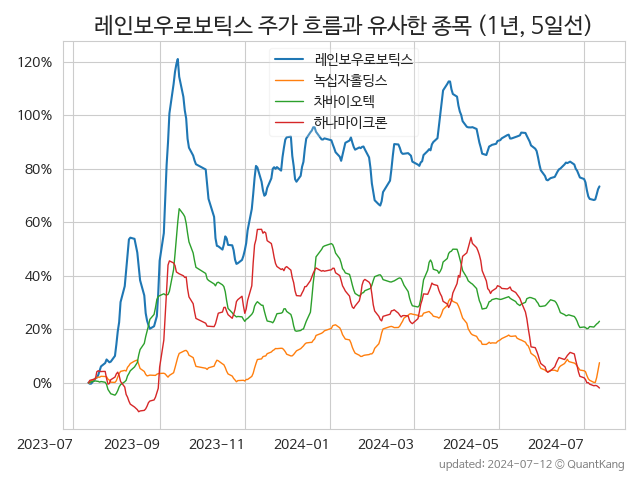 레인보우로보틱스 주가 흐름과 유사한 종목 (1년, 5일선)
레인보우로보틱스
녹십자홀딩스
차바이오텍
하나마이크론
120%
100%
80%
60%
40%
20%
0%
2023-07 2023-09 2023-11 2024-01 2024-03 2024-05 2024-07
updated: 2024-07-12 © QuantKang